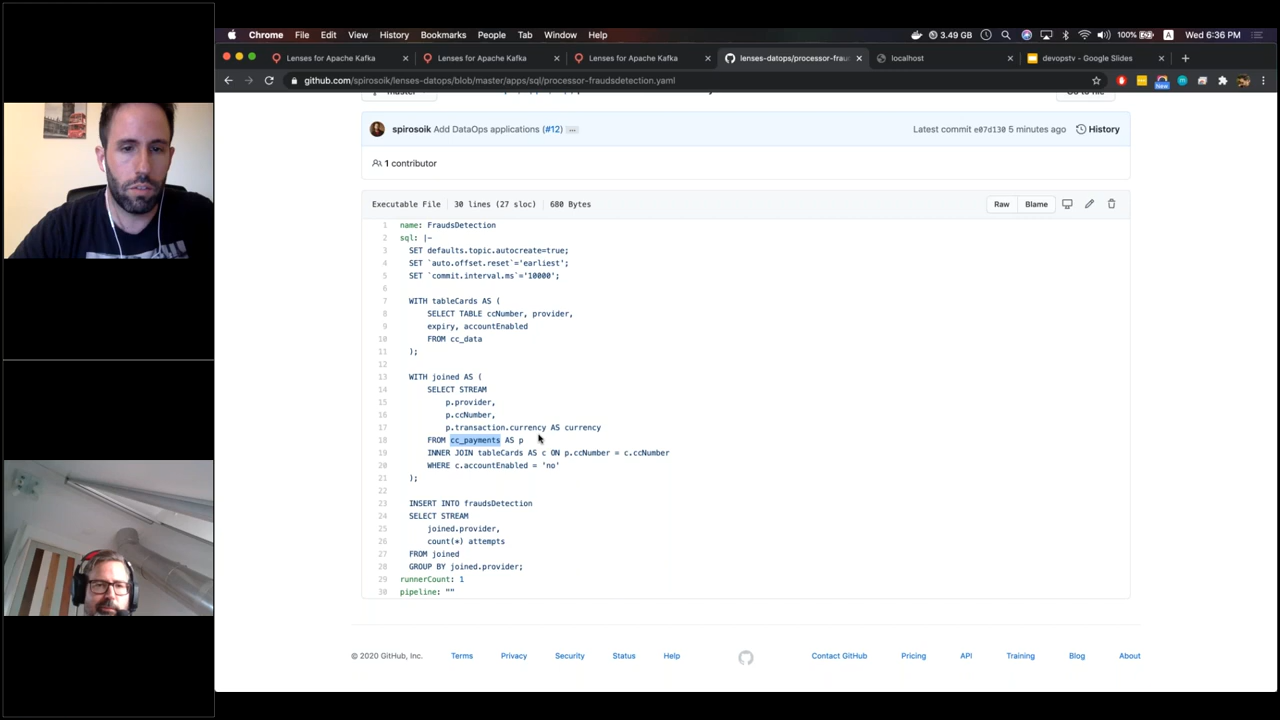 Chrome File Edit View History Bookmarks People Tab Window Help 3.49 GB 100% A Wed 6:36 PM
Lenses for Apache Kafka × Lenses for Apache Kafka × Lenses for Apache Kafka × lenses-datops/processor-frau × localhost × devopstv - Google Slides × +
github.com/spirosoik/lenses-datops/blob/master/apps/sql/processor-fraudsdetection.yaml
spirosoik Add DataOps applications (#12) ... Latest commit e07d130 5 minutes ago History
1 contributor
Executable File 30 lines (27 sloc) 680 Bytes Raw Blame
1 name: FraudsDetection
2 sql: |-
3 SET defaults.topic.autocreate=true;
4 SET `auto.offset.reset`='earliest';
5 SET `commit.interval.ms`='10000';
6
7 WITH tableCards AS (
8 SELECT TABLE ccNumber, provider,
9 expiry, accountEnabled
10 FROM cc_data
11 );
12
13 WITH joined AS (
14 SELECT STREAM
15 p.provider,
16 p.ccNumber,
17 p.transaction.currency AS currency
18 FROM cc_payments AS p
19 INNER JOIN tableCards AS c ON p.ccNumber = c.ccNumber
20 WHERE c.accountEnabled = 'no'
21 );
22
23 INSERT INTO fraudsDetection
24 SELECT STREAM
25 joined.provider,
26 count(*) attempts
27 FROM joined
28 GROUP BY joined.provider;
29 runnerCount: 1
30 pipeline: ""
© 2020 GitHub, Inc. Terms Privacy Security Status Help Contact GitHub Pricing API Training Blog About